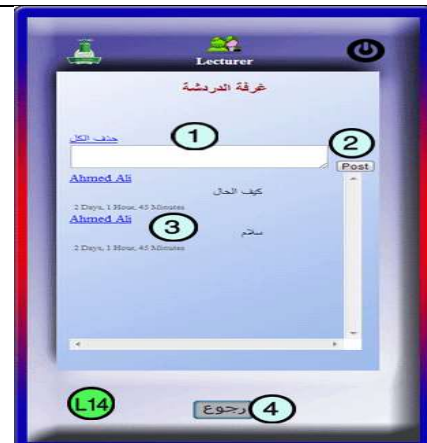 Lecturer
غرفة الدردشة
حذف الكل
1
2
Post
Ahmed Ali
كيف الحال
2 Days, 1 Hour, 45 Minutes
Ahmed Ali
3
سلام
2 Days, 1 Hour, 45 Minutes
L14
رجوع
4